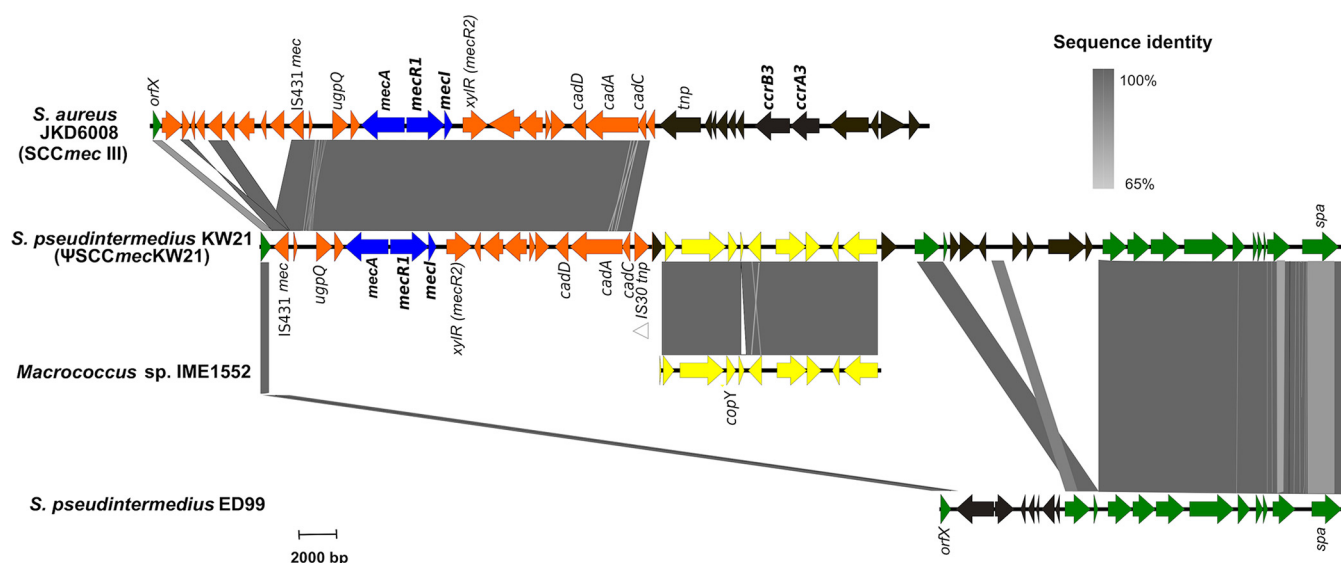 Sequence identity
100%
65%
orfX
IS431 mec
ugpQ
mecA
mecR1
mecI
xylR (mecR2)
cadD
cadA
cadC
tnp
ccrB3
ccrA3
S. aureus
JKD6008
(SCCmec III)
S. pseudintermedius KW21
(ΨSCCmecKW21)
spa
IS431 mec
ugpQ
mecA
mecR1
mecI
xylR (mecR2)
cadD
cadA
cadC
△ IS30 tnp
Macrococcus sp. IME1552
copY
S. pseudintermedius ED99
orfX
spa
2000 bp